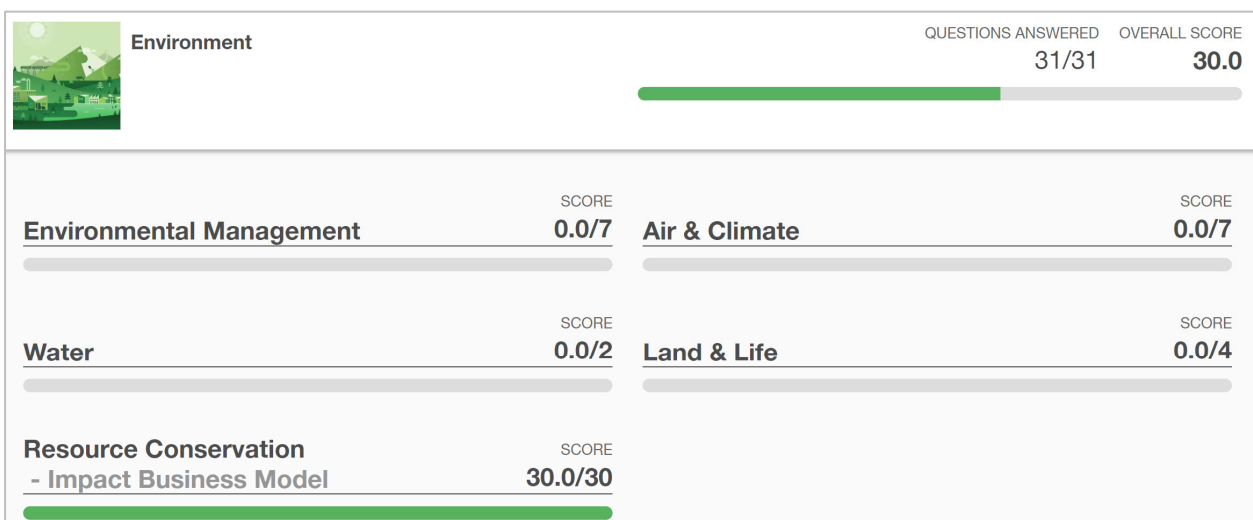 Environment
QUESTIONS ANSWERED OVERALL SCORE
31/31 30.0
SCORE
Environmental Management 0.0/7
SCORE
Air & Climate 0.0/7
SCORE
Water 0.0/2
SCORE
Land & Life 0.0/4
Resource Conservation SCORE
- Impact Business Model 30.0/30